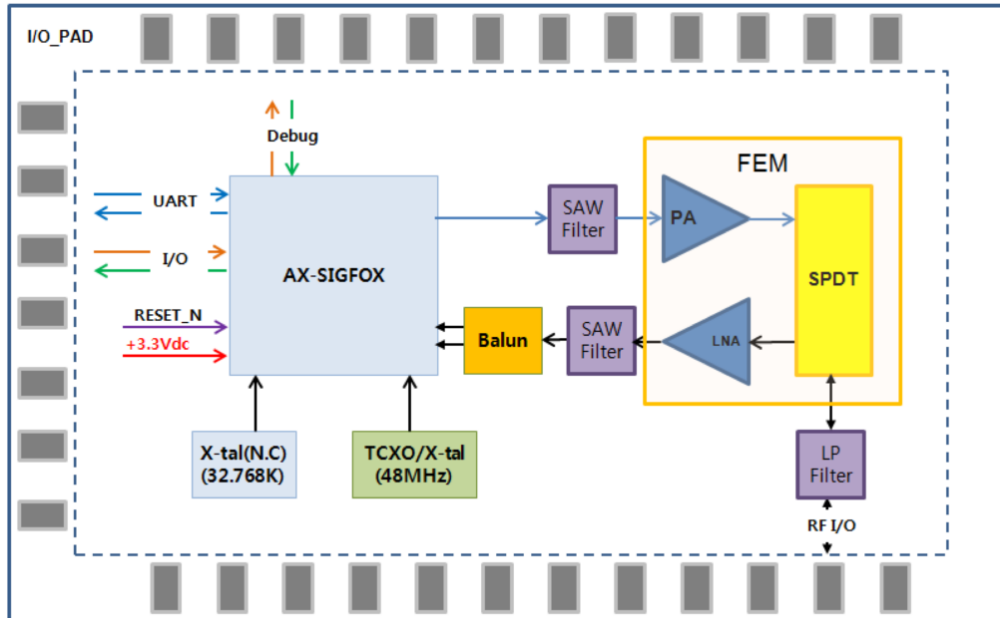 I/O_PAD
Debug
UART
I/O
RESET_N
+3.3Vdc
AX-SIGFOX
SAW
Filter
FEM
PA
SPDT
LNA
SAW
Filter
Balun
X-tal(N.C)
(32.768K)
TCXO/X-tal
(48MHz)
LP
Filter
RF I/O